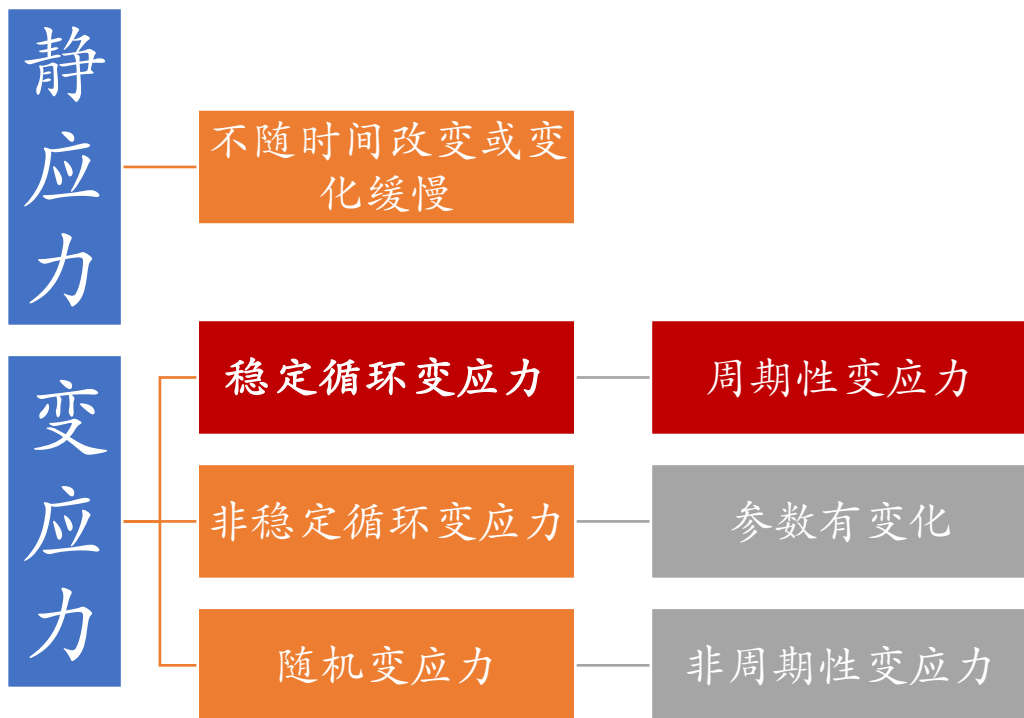 静应力
不随时间改变或变
化缓慢
变应力
稳定循环变应力
周期性变应力
非稳定循环变应力
参数有变化
随机变应力
非周期性变应力